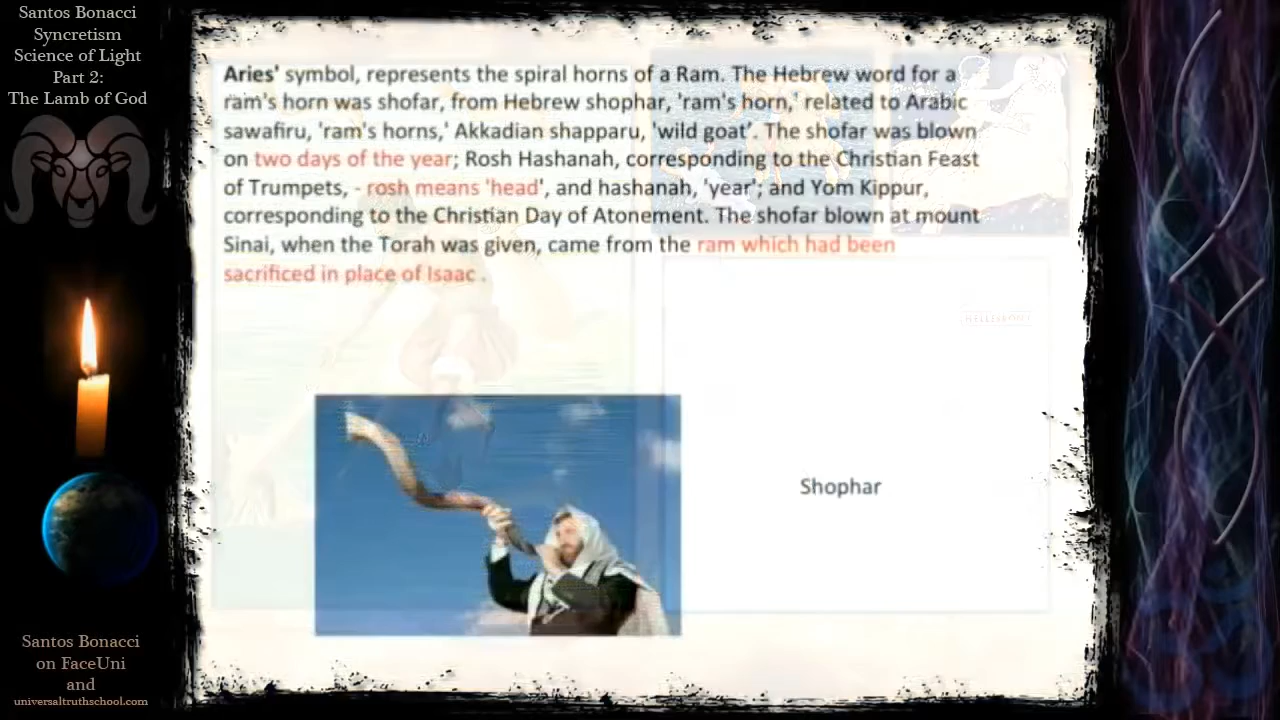 Santos Bonacci
Syncretism
Science of Light
Part 2:
The Lamb of God
Aries' symbol, represents the spiral horns of a Ram. The Hebrew word for a
ram's horn was shofar, from Hebrew shophar, 'ram's horn,' related to Arabic
sawafiru, 'ram's horns,' Akkadian shapparu, 'wild goat'. The shofar was blown
on two days of the year; Rosh Hashanah, corresponding to the Christian Feast
of Trumpets, - rosh means 'head', and hashanah, 'year'; and Yom Kippur,
corresponding to the Christian Day of Atonement. The shofar blown at mount
Sinai, when the Torah was given, came from the ram which had been
sacrificed in place of Isaac .
HELLESPONT
Shophar
Santos Bonacci
on FaceUni
and
universaltruthschool.com